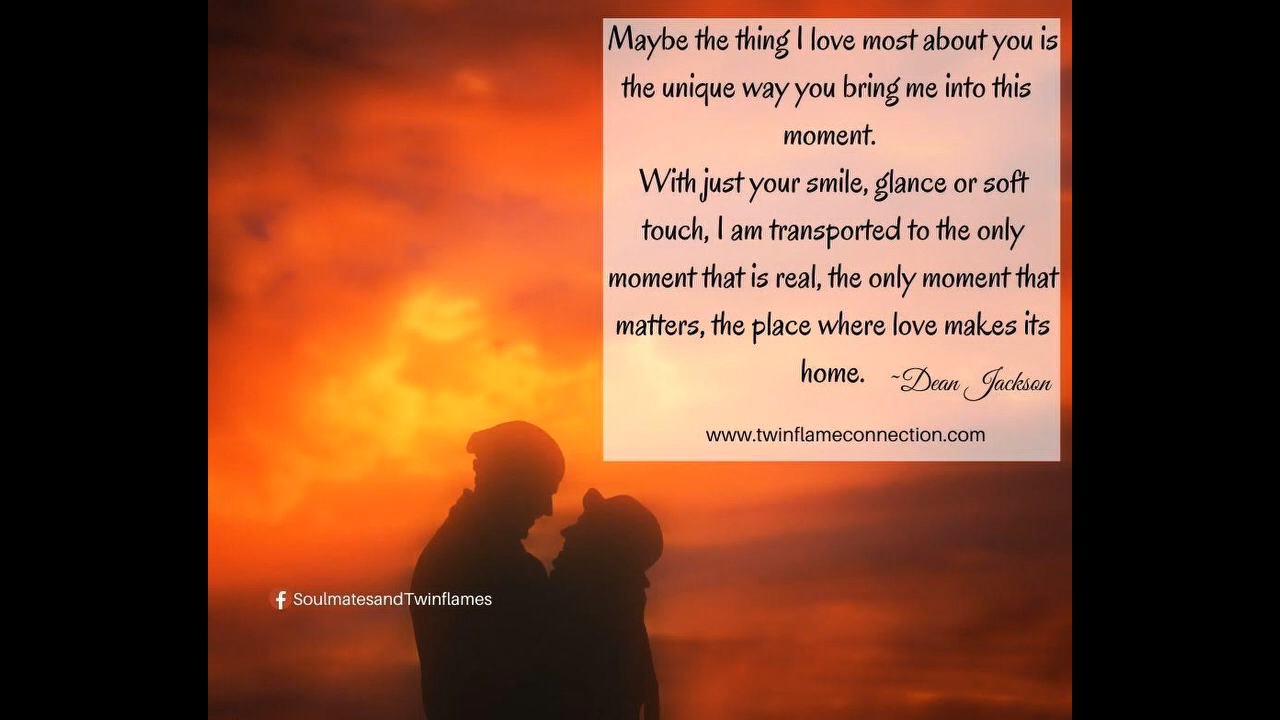 Maybe the thing I love most about you is
the unique way you bring me into this
moment.
With just your smile, glance or soft
touch, I am transported to the only
moment that is real, the only moment that
matters, the place where love makes its
home.
~Dean Jackson
www.twinflameconnection.com
SoulmatesandTwinflames